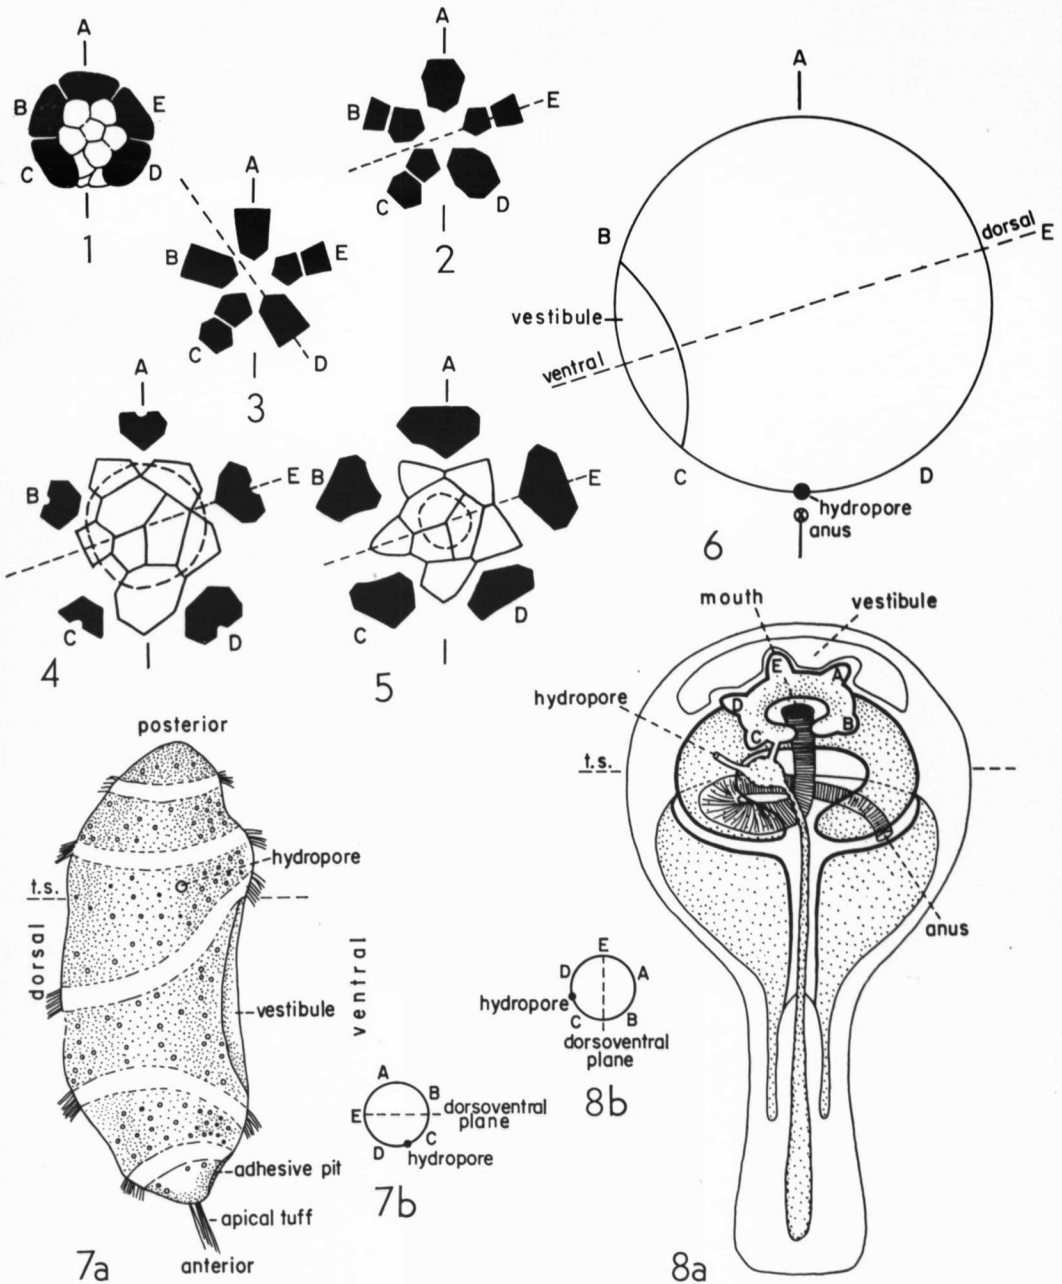 A
B
E
C
D
1
A
B
E
C
D
2
A
B
E
C
D
3
A
B
E
C
D
4
A
B
E
C
D
5
A
B
dorsal E
vestibule
ventral
C
D
hydropore
anus
6
posterior
hydropore
t.s.
dorsal
ventral
vestibule
adhesive pit
apical tuff
anterior
7a
A
B
E
dorsoventral
plane
C
D
hydropore
7b
mouth
vestibule
E
A
hydropore
D
B
C
t.s.
anus
8a
E
D
A
hydropore
C
B
dorsoventral
plane
8b